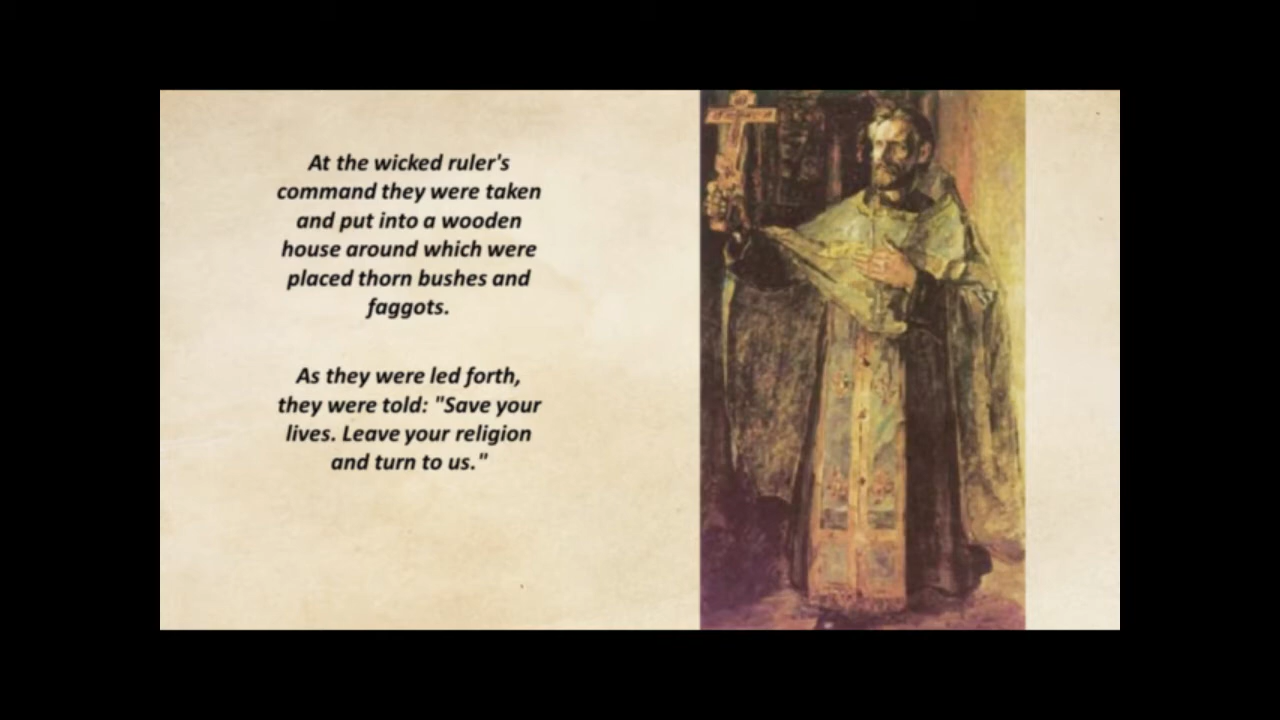 At the wicked ruler's
command they were taken
and put into a wooden
house around which were
placed thorn bushes and
faggots.
As they were led forth,
they were told: "Save your
lives. Leave your religion
and turn to us."